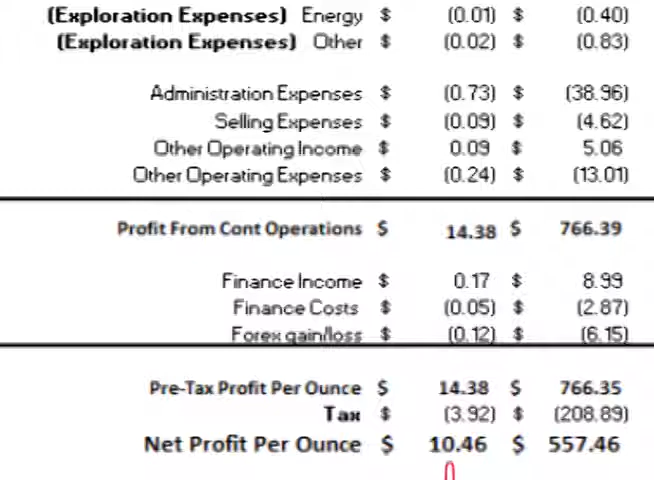 (Exploration Expenses) Energy $ (0.01) $ (0.40)
(Exploration Expenses) Other $ (0.02) $ (0.83)
Administration Expenses $ (0.73) $ (38.96)
Selling Expenses $ (0.09) $ (4.62)
Other Operating Income $ 0.09 $ 5.06
Other Operating Expenses $ (0.24) $ (13.01)
Profit From Cont Operations $ 14.38 $ 766.39
Finance Income $ 0.17 $ 8.99
Finance Costs $ (0.05) $ (2.87)
Forex gain/loss $ (0.12) $ (6.15)
Pre-Tax Profit Per Ounce $ 14.38 $ 766.35
Tax $ (3.92) $ (208.89)
Net Profit Per Ounce $ 10.46 $ 557.46